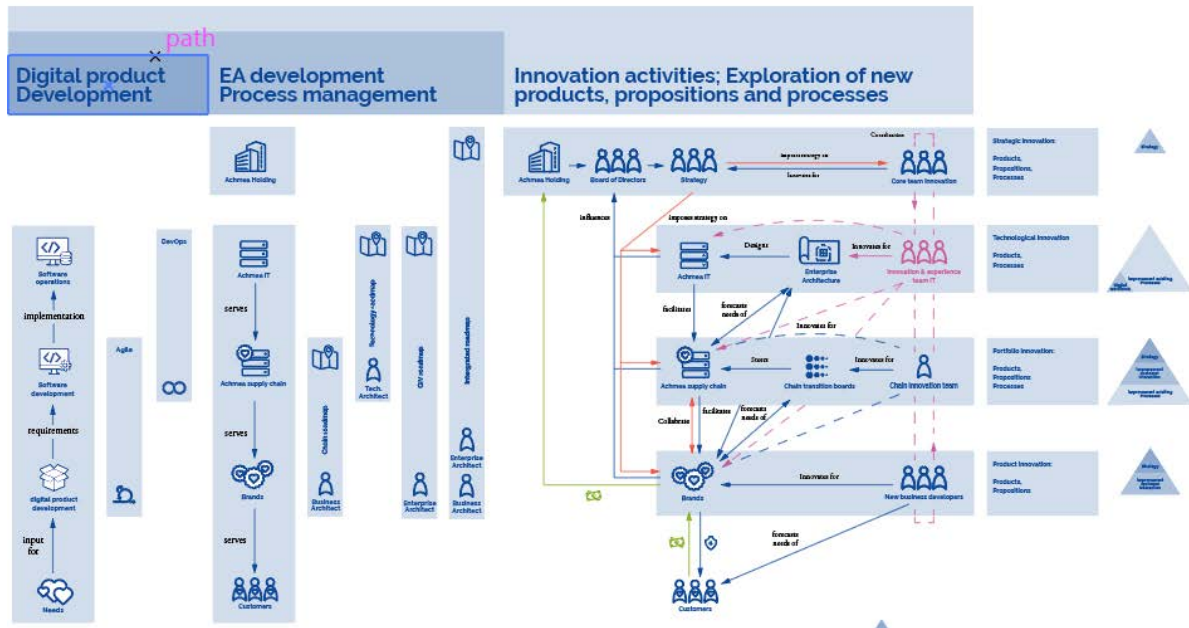 path
Digital product
Development
EA development
Process management
Innovation activities; Exploration of new
products, propositions and processes
Achmea Holding
Achmea Holding
Board of Directors
Strategy
Imposes strategy on
Innovates for
Coordinates
Core team innovation
Strategic innovation:
Products,
Propositions,
Processes
Strategy
influences
Imposes strategy on
DevOps
Software
operations
Achmea IT
Achmea IT
Designs
Enterprise
Architecture
Innovates for
Innovation & experience
team IT
Technological innovation
Products,
Processes
implementation
serves
Technology roadmap
GIV roadmap
Intergrated roadmap
facilitates
forecasts
needs of
Innovates for
Agile
Software
development
Achmea supply chain
Tech.
Architect
Chain roadmap
Achmea supply chain
Steers
Chain transition boards
Innovates for
Chain innovation team
Portfolio innovation:
Products,
Propositions
Processes
Strategy
requirements
serves
Collaborate
facilitates
forecasts
needs of
Enterprise
Architect
digital product
development
Brands
Business
Architect
Enterprise
Architect
Business
Architect
Brands
Innovates for
New business developers
Product innovation:
Products,
Propositions
Strategy
input
for
serves
forecasts
needs of
Needs
Customers
Customers